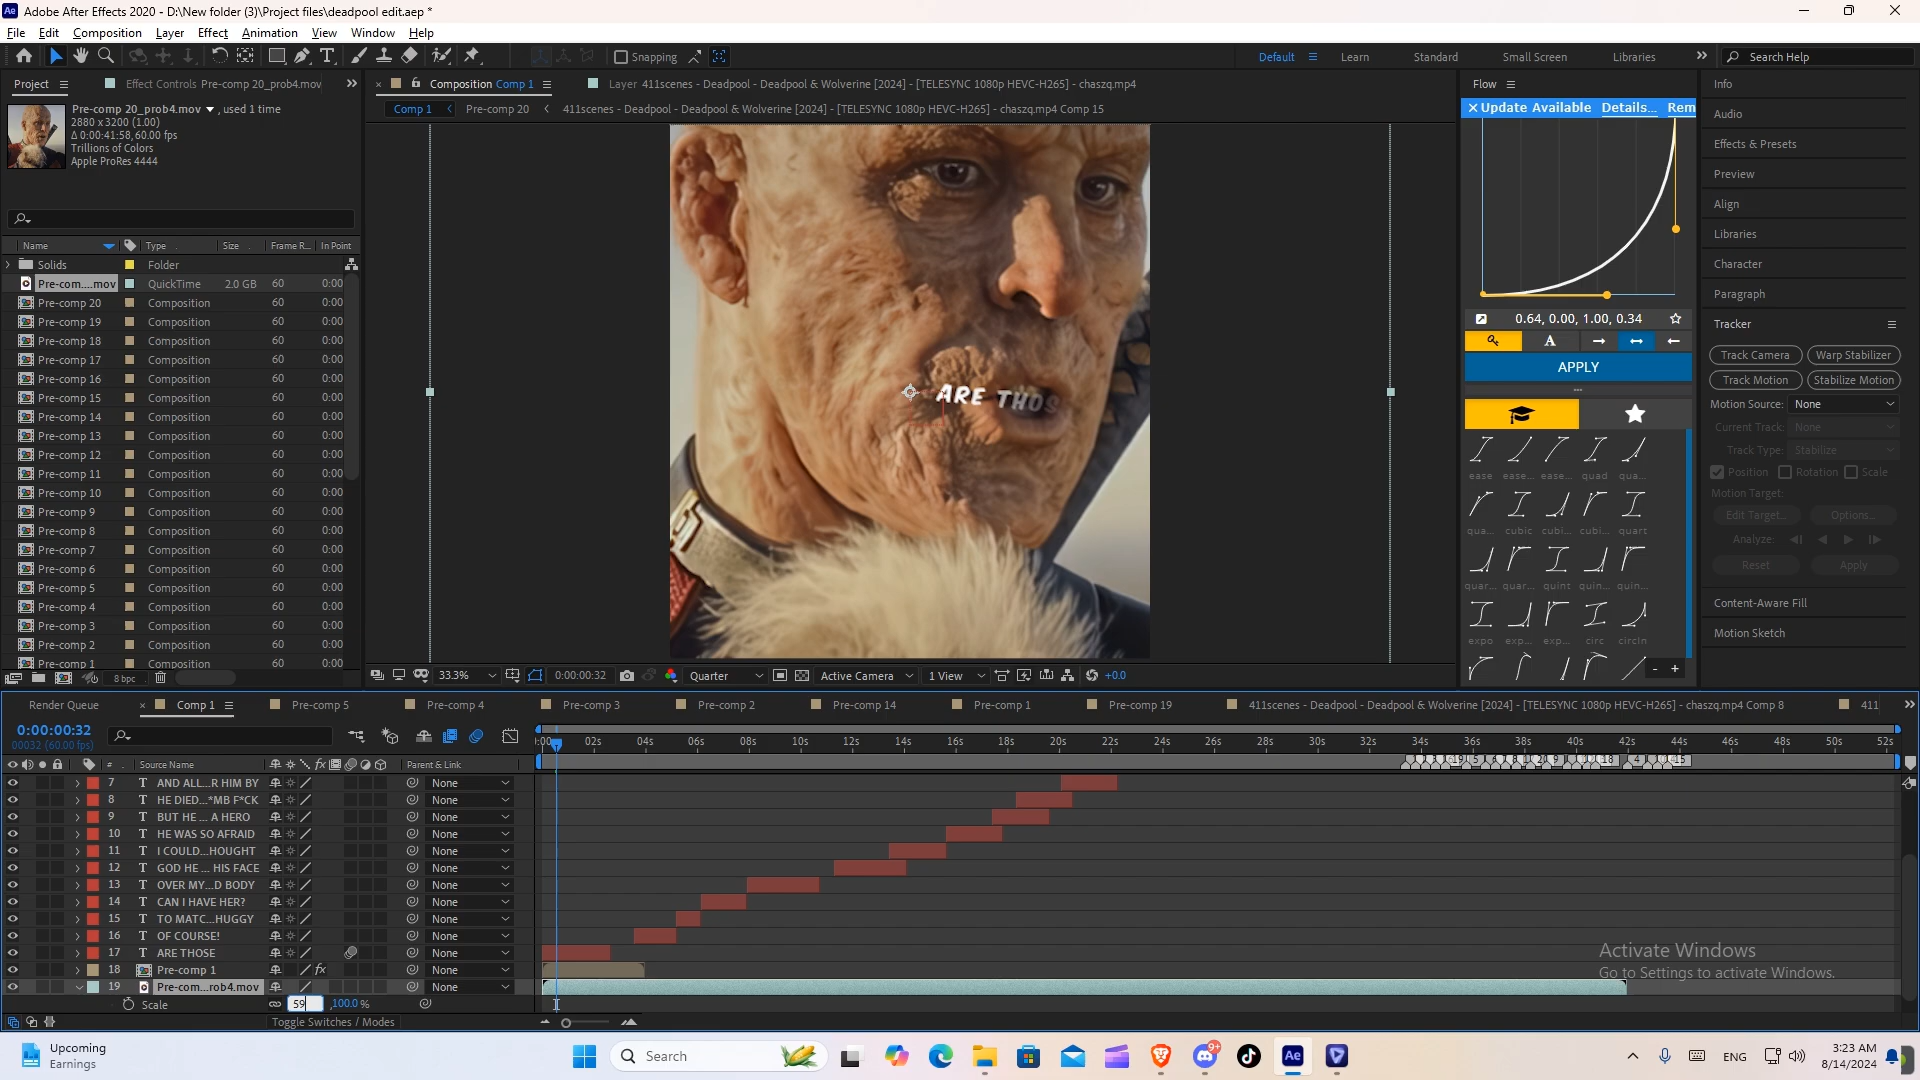 Adobe After Effects 2020 - D:\New folder (3)\Project files\deadpool edit.aep *
File Edit Composition Layer Effect Animation View Window Help
Snapping
Default Learn Standard Small Screen Libraries Search Help
Project Effect Controls Pre-comp 20_prob4.mov
Composition Comp 1 Layer 411scenes - Deadpool - Deadpool & Wolverine [2024] - [TELESYNC 1080p HEVC-H265] - chaszq.mp4
Comp 1 Pre-comp 20 411scenes - Deadpool - Deadpool & Wolverine [2024] - [TELESYNC 1080p HEVC-H265] - chaszq.mp4 Comp 15
Pre-comp 20_prob4.mov , used 1 time
2880 x 3200 (1.00)
Δ 0:00:41:58, 60.00 fps
Trillions of Colors
Apple ProRes 4444
Name Type Size Frame R... In Point
Solids Folder
Pre-com....mov QuickTime 2.0 GB 60 0:00
Pre-comp 20 Composition 60 0:00
Pre-comp 19 Composition 60 0:00
Pre-comp 18 Composition 60 0:00
Pre-comp 17 Composition 60 0:00
Pre-comp 16 Composition 60 0:00
Pre-comp 15 Composition 60 0:00
Pre-comp 14 Composition 60 0:00
Pre-comp 13 Composition 60 0:00
Pre-comp 12 Composition 60 0:00
Pre-comp 11 Composition 60 0:00
Pre-comp 10 Composition 60 0:00
Pre-comp 9 Composition 60 0:00
Pre-comp 8 Composition 60 0:00
Pre-comp 7 Composition 60 0:00
Pre-comp 6 Composition 60 0:00
Pre-comp 5 Composition 60 0:00
Pre-comp 4 Composition 60 0:00
Pre-comp 3 Composition 60 0:00
Pre-comp 2 Composition 60 0:00
Pre-comp 1 Composition 60 0:00
8 bpc
ARE THOS
33.3% 0:00:00:32 Quarter Active Camera 1 View +0.0
Flow
Update Available Details... Rem
0.64, 0.00, 1.00, 0.34
A
APPLY
ease ease... ease... quad qua...
qua... cubic cubi... cubi... quart
quar... quar... quint quin... quin...
expo exp... exp... circ circIn
- +
Info
Audio
Effects & Presets
Preview
Align
Libraries
Character
Paragraph
Tracker
Track Camera Warp Stabilizer
Track Motion Stabilize Motion
Motion Source: None
Current Track: None
Track Type: Stabilize
Position Rotation Scale
Motion Target:
Edit Target... Options...
Analyze:
Reset Apply
Content-Aware Fill
Motion Sketch
Render Queue Comp 1 Pre-comp 5 Pre-comp 4 Pre-comp 3 Pre-comp 2 Pre-comp 14 Pre-comp 1 Pre-comp 19 411scenes - Deadpool - Deadpool & Wolverine [2024] - [TELESYNC 1080p HEVC-H265] - chaszq.mp4 Comp 8 411
0:00:00:32
00032 (60.00 fps)
:00 02s 04s 06s 08s 10s 12s 14s 16s 18s 20s 22s 24s 26s 28s 30s 32s 34s 36s 38s 40s 42s 44s 46s 48s 50s 52s
# Source Name fx Parent & Link
7 T AND ALL...R HIM BY None
8 T HE DIED...*MB F*CK None
9 T BUT HE ... A HERO None
10 T HE WAS SO AFRAID None
11 T I COULD...HOUGHT None
12 T GOD HE ... HIS FACE None
13 T OVER MY...D BODY None
14 T CAN I HAVE HER? None
15 T TO MATC...HUGGY None
16 T OF COURSE! None
17 T ARE THOSE None
18 Pre-comp 1 fx None
19 Pre-com...rob4.mov None
Scale 59 ,100.0 %
Toggle Switches / Modes
Activate Windows
Go to Settings to activate Windows.
Upcoming
Earnings
Search
9+
Ae
ENG
3:23 AM
8/14/2024